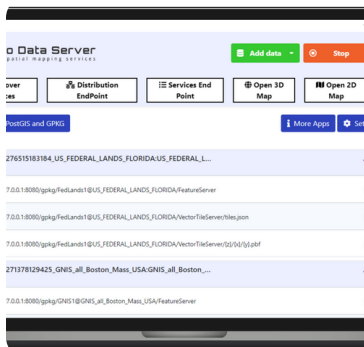 o Data Server
patial mapping services
Add data
Stop
over
ces
Distribution
EndPoint
Services End
Point
Open 3D
Map
Open 2D
Map
PostGIS and GPKG
More Apps
Set
276515183184_US_FEDERAL_LANDS_FLORIDA:US_FEDERAL_L...
7.0.0.1:8080/gpkg/FedLands1@US_FEDERAL_LANDS_FLORIDA/FeatureServer
7.0.0.1:8080/gpkg/FedLands1@US_FEDERAL_LANDS_FLORIDA/VectorTileServer/tiles.json
7.0.0.1:8080/gpkg/FedLands1@US_FEDERAL_LANDS_FLORIDA/VectorTileServer/{z}/{x}/{y}.pbf
271378129425_GNIS_all_Boston_Mass_USA:GNIS_all_Boston_...
7.0.0.1:8080/gpkg/GNIS1@GNIS_all_Boston_Mass_USA/FeatureServer